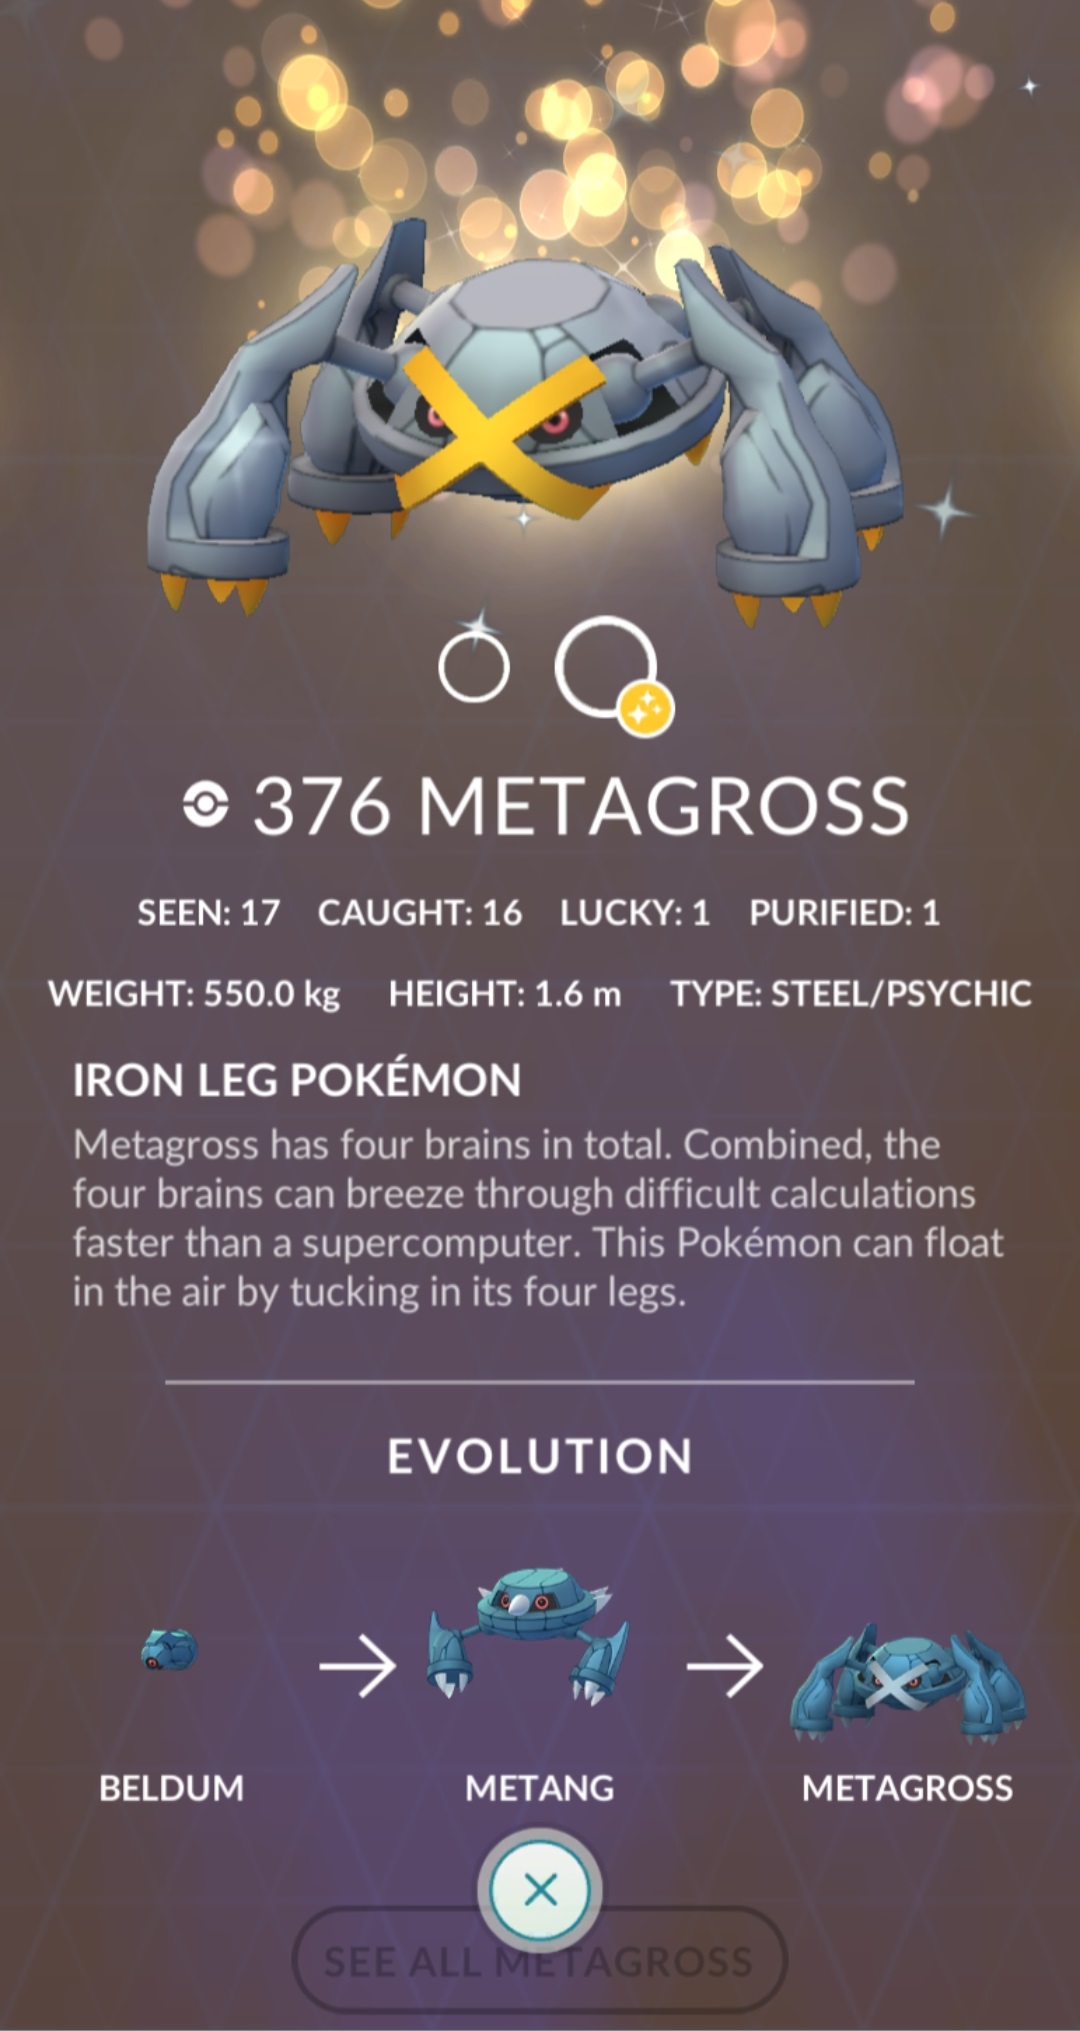 376 METAGROSS
SEEN: 17 CAUGHT: 16 LUCKY: 1 PURIFIED: 1
WEIGHT: 550.0 kg HEIGHT: 1.6 m TYPE: STEEL/PSYCHIC
IRON LEG POKÉMON
Metagross has four brains in total. Combined, the
four brains can breeze through difficult calculations
faster than a supercomputer. This Pokémon can float
in the air by tucking in its four legs.
EVOLUTION
BELDUM METANG METAGROSS
SEE ALL METAGROSS